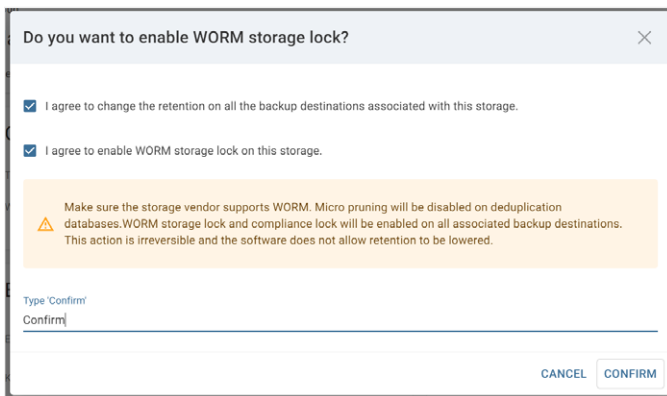 Do you want to enable WORM storage lock?
I agree to change the retention on all the backup destinations associated with this storage.
I agree to enable WORM storage lock on this storage.
Make sure the storage vendor supports WORM. Micro pruning will be disabled on deduplication
databases.WORM storage lock and compliance lock will be enabled on all associated backup destinations.
This action is irreversible and the software does not allow retention to be lowered.
Type 'Confirm'
Confirm
CANCEL CONFIRM